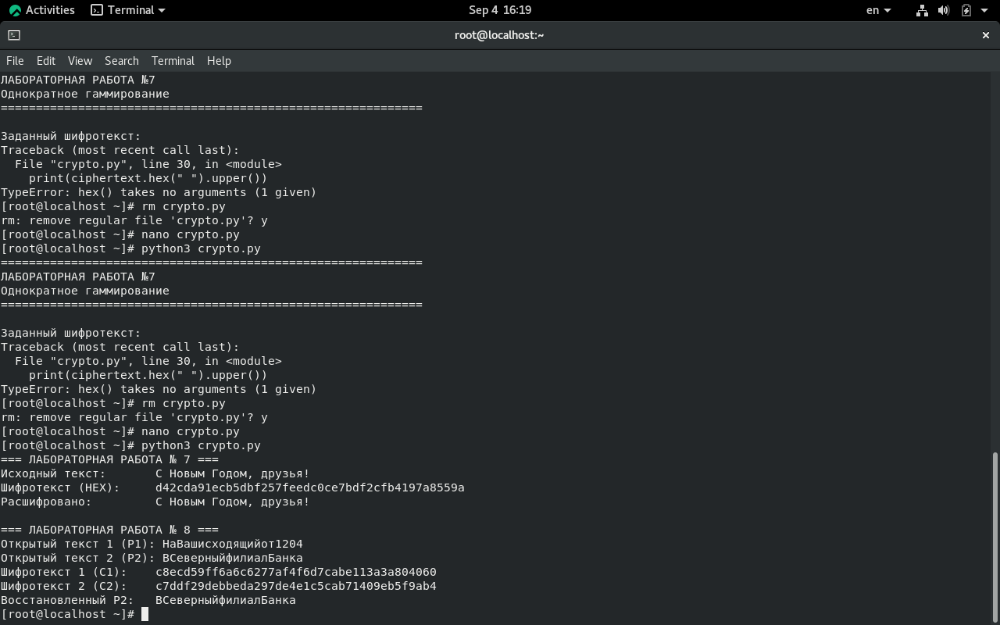 Activities Terminal Sep 4 16:19 en
root@localhost:~ ×
File Edit View Search Terminal Help
ЛАБОРАТОРНАЯ РАБОТА №7
Однократное гаммирование
============================================================
Заданный шифротекст:
Traceback (most recent call last):
  File "crypto.py", line 30, in <module>
    print(ciphertext.hex(" ").upper())
TypeError: hex() takes no arguments (1 given)
[root@localhost ~]# rm crypto.py
rm: remove regular file 'crypto.py'? y
[root@localhost ~]# nano crypto.py
[root@localhost ~]# python3 crypto.py
============================================================
ЛАБОРАТОРНАЯ РАБОТА №7
Однократное гаммирование
============================================================
Заданный шифротекст:
Traceback (most recent call last):
  File "crypto.py", line 30, in <module>
    print(ciphertext.hex(" ").upper())
TypeError: hex() takes no arguments (1 given)
[root@localhost ~]# rm crypto.py
rm: remove regular file 'crypto.py'? y
[root@localhost ~]# nano crypto.py
[root@localhost ~]# python3 crypto.py
=== ЛАБОРАТОРНАЯ РАБОТА № 7 ===
Исходный текст:       С Новым Годом, друзья!
Шифротекст (HEX):     d42cda91ecb5dbf257feedc0ce7bdf2cfb4197a8559a
Расшифровано:         С Новым Годом, друзья!
=== ЛАБОРАТОРНАЯ РАБОТА № 8 ===
Открытый текст 1 (P1): НаВашисходящийот1204
Открытый текст 2 (P2): ВСеверныйфилиалБанка
Шифротекст 1 (C1):    c8ecd59ff6a6c6277af4f6d7cabe113a3a804060
Шифротекст 2 (C2):    c7ddf29debbeda297de4e1c5cab71409eb5f9ab4
Восстановленный P2:   ВСеверныйфилиалБанка
[root@localhost ~]#